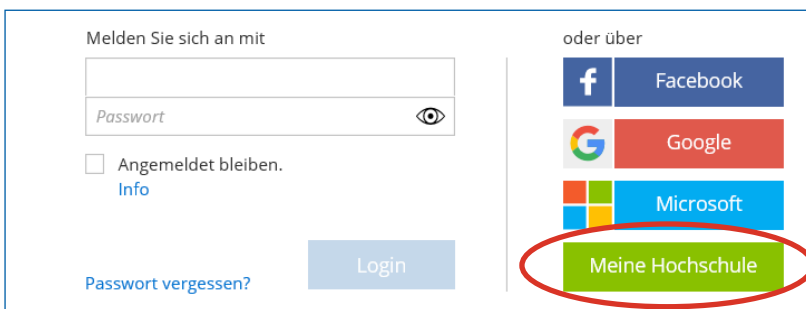 Melden Sie sich an mit
Passwort
Angemeldet bleiben.
Info
Passwort vergessen?
Login
oder über
Facebook
Google
Microsoft
Meine Hochschule